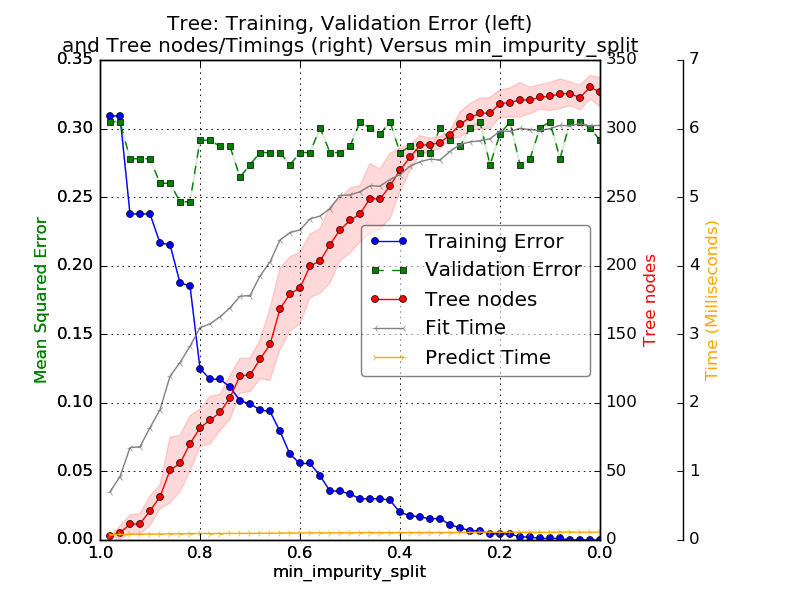 Tree: Training, Validation Error (left)
and Tree nodes/Timings (right) Versus min_impurity_split
0.35
0.30
0.25
0.20
0.15
0.10
0.05
0.00
Mean Squared Error
1.0
0.8
0.6
0.4
0.2
0.0
min_impurity_split
Training Error
Validation Error
Tree nodes
Fit Time
Predict Time
350
300
250
200
150
100
50
0
Tree nodes
7
6
5
4
3
2
1
0
Time (Milliseconds)